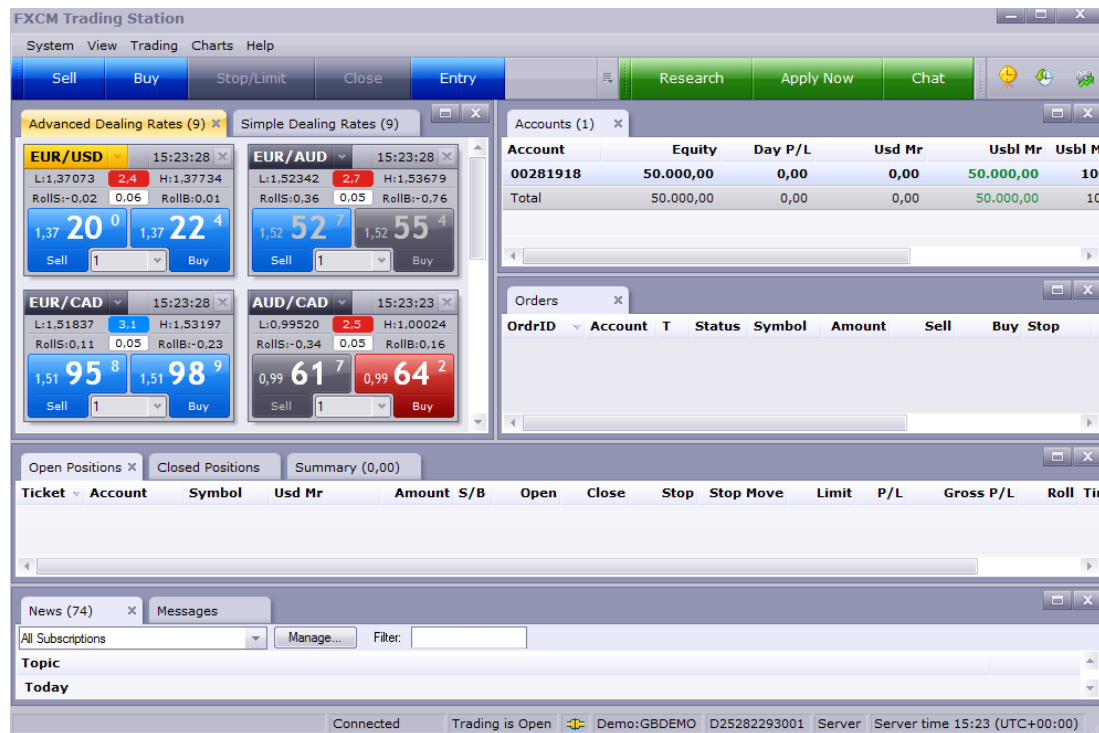 FXCM Trading Station
System View Trading Charts Help
Sell Buy Stop/Limit Close Entry Research Apply Now Chat
Advanced Dealing Rates (9) Simple Dealing Rates (9)
EUR/USD 15:23:28
L:1,37073 2,4 H:1,37734
RollS:-0,02 0,06 RollB:0,01
1,37 20 0 1,37 22 4
Sell 1 Buy
EUR/AUD 15:23:28
L:1,52342 2,7 H:1,53679
RollS:0,36 0,05 RollB:-0,76
1,52 52 7 1,52 55 4
Sell 1 Buy
EUR/CAD 15:23:28
L:1,51837 3,1 H:1,53197
RollS:0,11 0,05 RollB:-0,23
1,51 95 8 1,51 98 9
Sell 1 Buy
AUD/CAD 15:23:23
L:0,99520 2,5 H:1,00024
RollS:-0,34 0,05 RollB:0,16
0,99 61 7 0,99 64 2
Sell 1 Buy
Accounts (1)
Account Equity Day P/L Usd Mr Usbl Mr Usbl M
00281918 50.000,00 0,00 0,00 50.000,00 10
Total 50.000,00 0,00 0,00 50.000,00 10
Orders
OrdrID Account T Status Symbol Amount Sell Buy Stop
Open Positions Closed Positions Summary (0,00)
Ticket Account Symbol Usd Mr Amount S/B Open Close Stop Stop Move Limit P/L Gross P/L Roll Ti
News (74) Messages
All Subscriptions Manage... Filter:
Topic
Today
Connected Trading is Open Demo:GBDEMO D25282293001 Server Server time 15:23 (UTC+00:00)